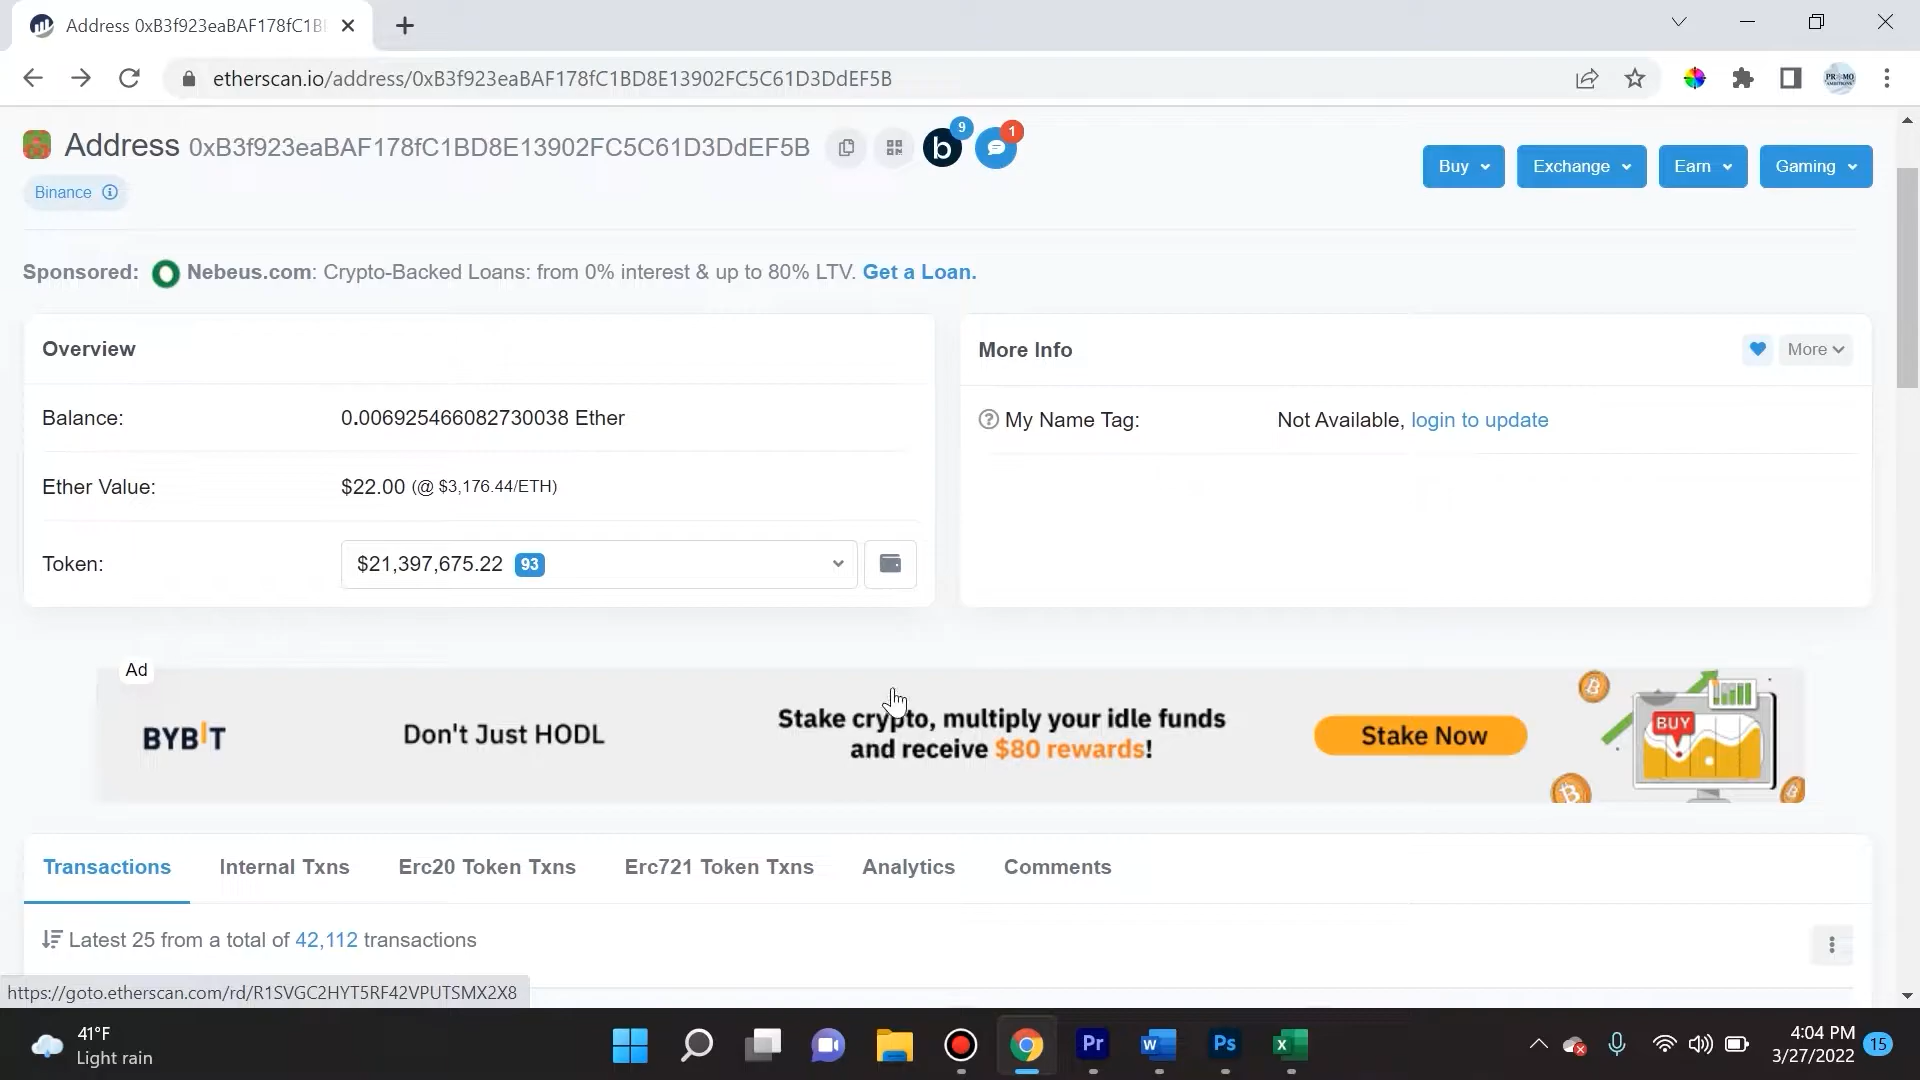 Address 0xB3f923eaBAF178fC1B
etherscan.io/address/0xB3f923eaBAF178fC1BD8E13902FC5C61D3DdEF5B
Address 0xB3f923eaBAF178fC1BD8E13902FC5C61D3DdEF5B
b 9 1
Binance
Buy Exchange Earn Gaming
Sponsored: Nebeus.com: Crypto-Backed Loans: from 0% interest & up to 80% LTV. Get a Loan.
Overview
Balance: 0.006925466082730038 Ether
Ether Value: $22.00 (@ $3,176.44/ETH)
Token: $21,397,675.22 93
More Info
More
My Name Tag: Not Available, login to update
Ad
BYBIT
Don't Just HODL
Stake crypto, multiply your idle funds
and receive $80 rewards!
Stake Now
BUY
Transactions Internal Txns Erc20 Token Txns Erc721 Token Txns Analytics Comments
Latest 25 from a total of 42,112 transactions
https://goto.etherscan.com/rd/R1SVGC2HYT5RF42VPUTSMX2X8
41°F
Light rain
Pr
W
Ps
X
4:04 PM
3/27/2022
15